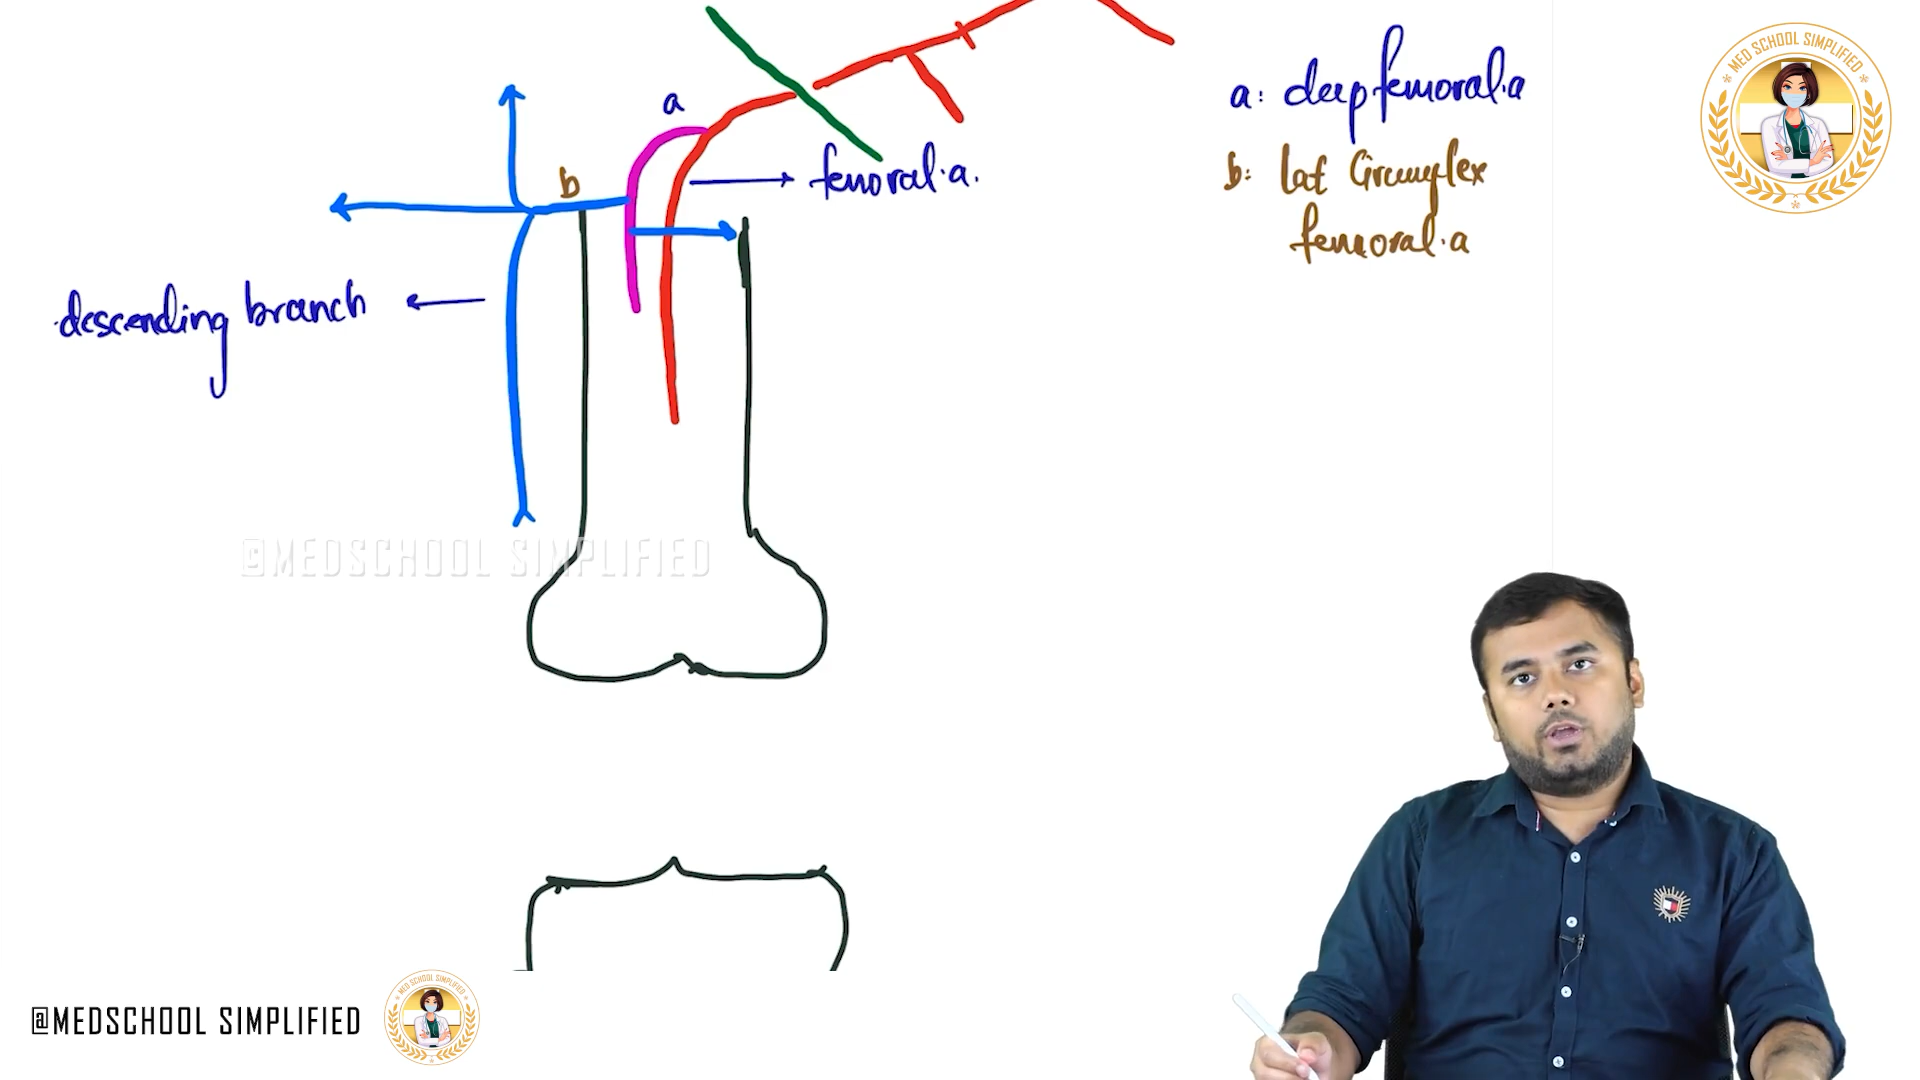 a
b
femoral.a.
descending branch
a: deep femoral.a
b: lat Circumflex
femoral.a
MED SCHOOL SIMPLIFIED
@MEDSCHOOL SIMPLIFIED
@MEDSCHOOL SIMPLIFIED
MED SCHOOL SIMPLIFIED